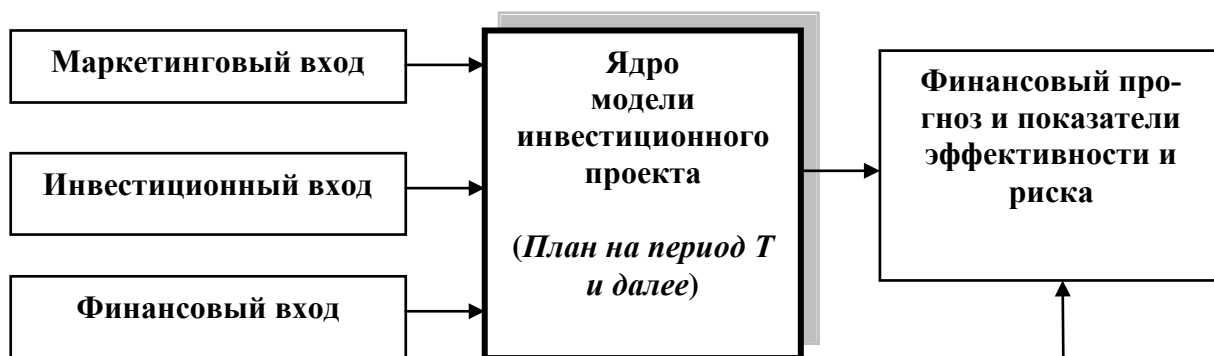 Маркетинговый вход
Инвестиционный вход
Финансовый вход
Ядро
модели
инвестиционного
проекта
(План на период Т
и далее)
Финансовый про-
гноз и показатели
эффективности и
риска